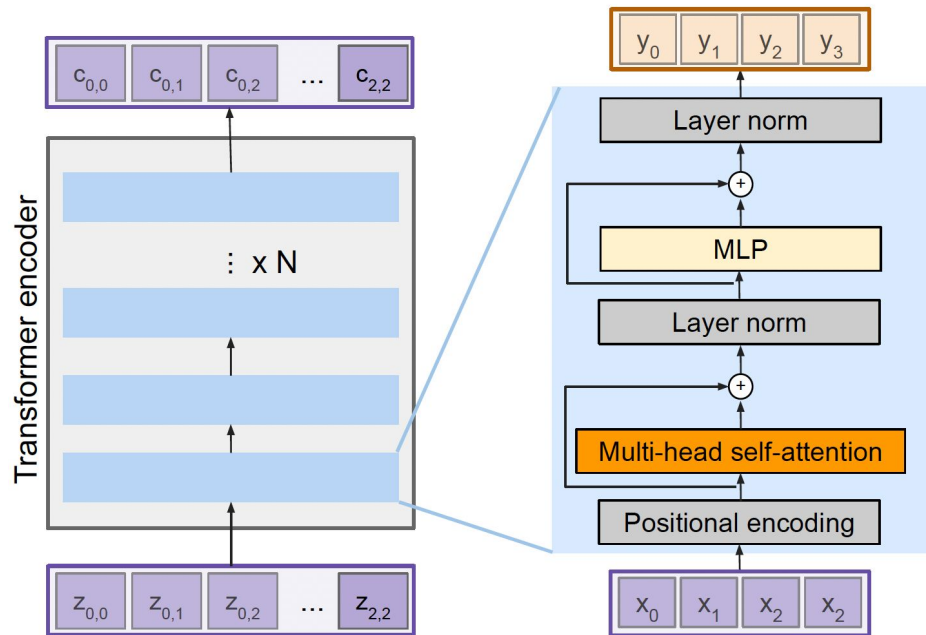 c0,0 c0,1 c0,2 ... c2,2
Transformer encoder
⋮ x N
z0,0 z0,1 z0,2 ... z2,2
y0 y1 y2 y3
Layer norm
+
MLP
Layer norm
+
Multi-head self-attention
Positional encoding
x0 x1 x2 x2